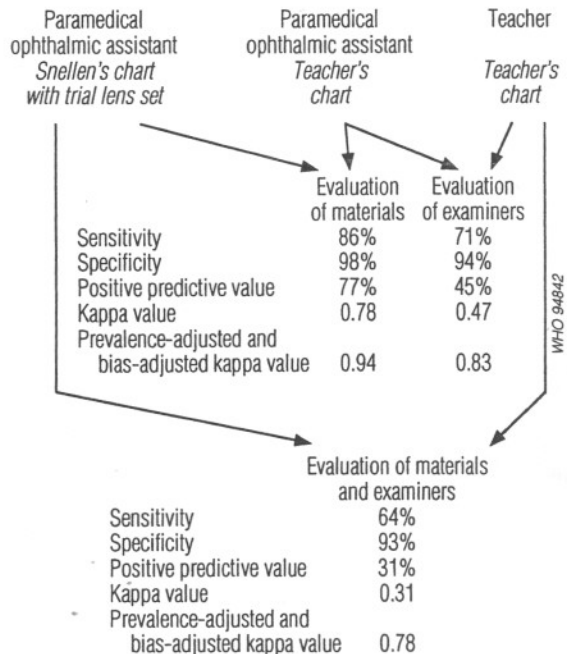 Paramedical
ophthalmic assistant
Snellen's chart
with trial lens set
Paramedical
ophthalmic assistant
Teacher's
chart
Teacher
Teacher's
chart
Evaluation
of materials
Evaluation
of examiners
Sensitivity 86% 71%
Specificity 98% 94%
Positive predictive value 77% 45%
Kappa value 0.78 0.47
Prevalence-adjusted and
bias-adjusted kappa value 0.94 0.83
WHO 94842
Evaluation of materials
and examiners
Sensitivity 64%
Specificity 93%
Positive predictive value 31%
Kappa value 0.31
Prevalence-adjusted and
bias-adjusted kappa value 0.78